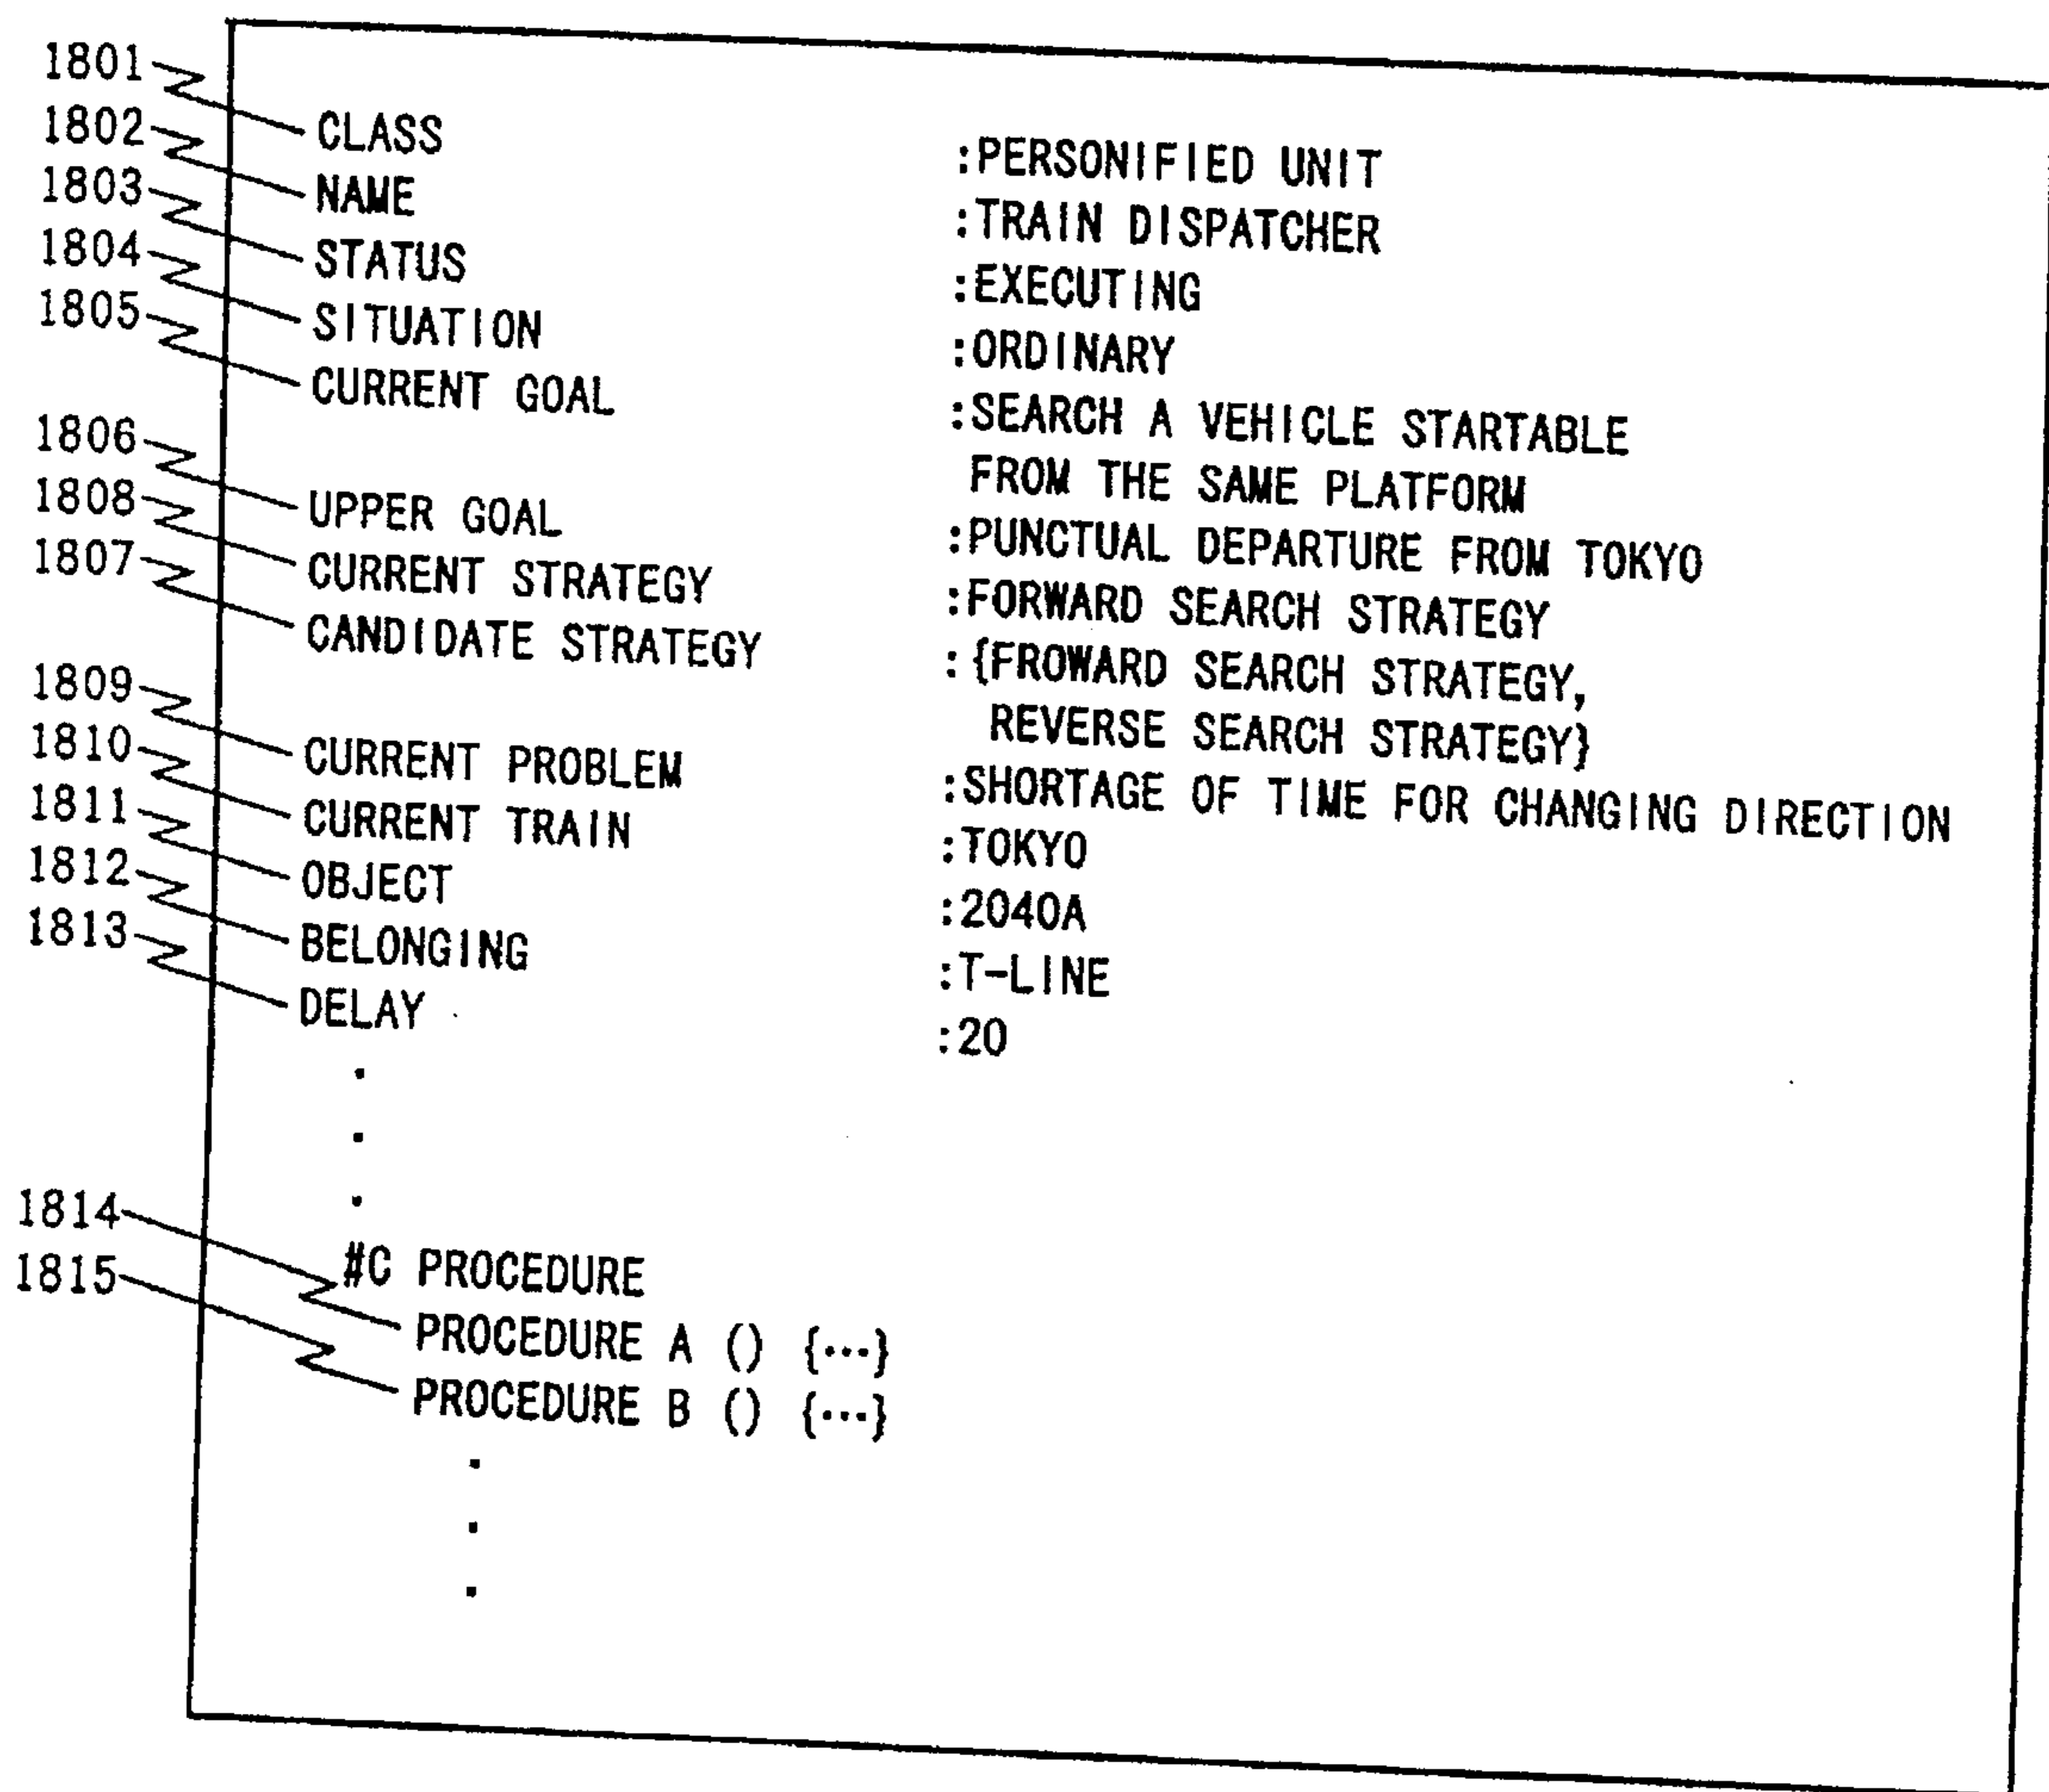 1801 CLASS :PERSONIFIED UNIT
1802 NAME :TRAIN DISPATCHER
1803 STATUS :EXECUTING
1804 SITUATION :ORDINARY
1805 CURRENT GOAL :SEARCH A VEHICLE STARTABLE
FROM THE SAME PLATFORM
1806 UPPER GOAL :PUNCTUAL DEPARTURE FROM TOKYO
1808 CURRENT STRATEGY :FORWARD SEARCH STRATEGY
1807 CANDIDATE STRATEGY :{FROWARD SEARCH STRATEGY,
REVERSE SEARCH STRATEGY}
1809 CURRENT PROBLEM :SHORTAGE OF TIME FOR CHANGING DIRECTION
1810 CURRENT TRAIN :TOKYO
1811 OBJECT :2040A
1812 BELONGING :T-LINE
1813 DELAY :20
#C PROCEDURE
1814 PROCEDURE A () {...}
1815 PROCEDURE B () {...}